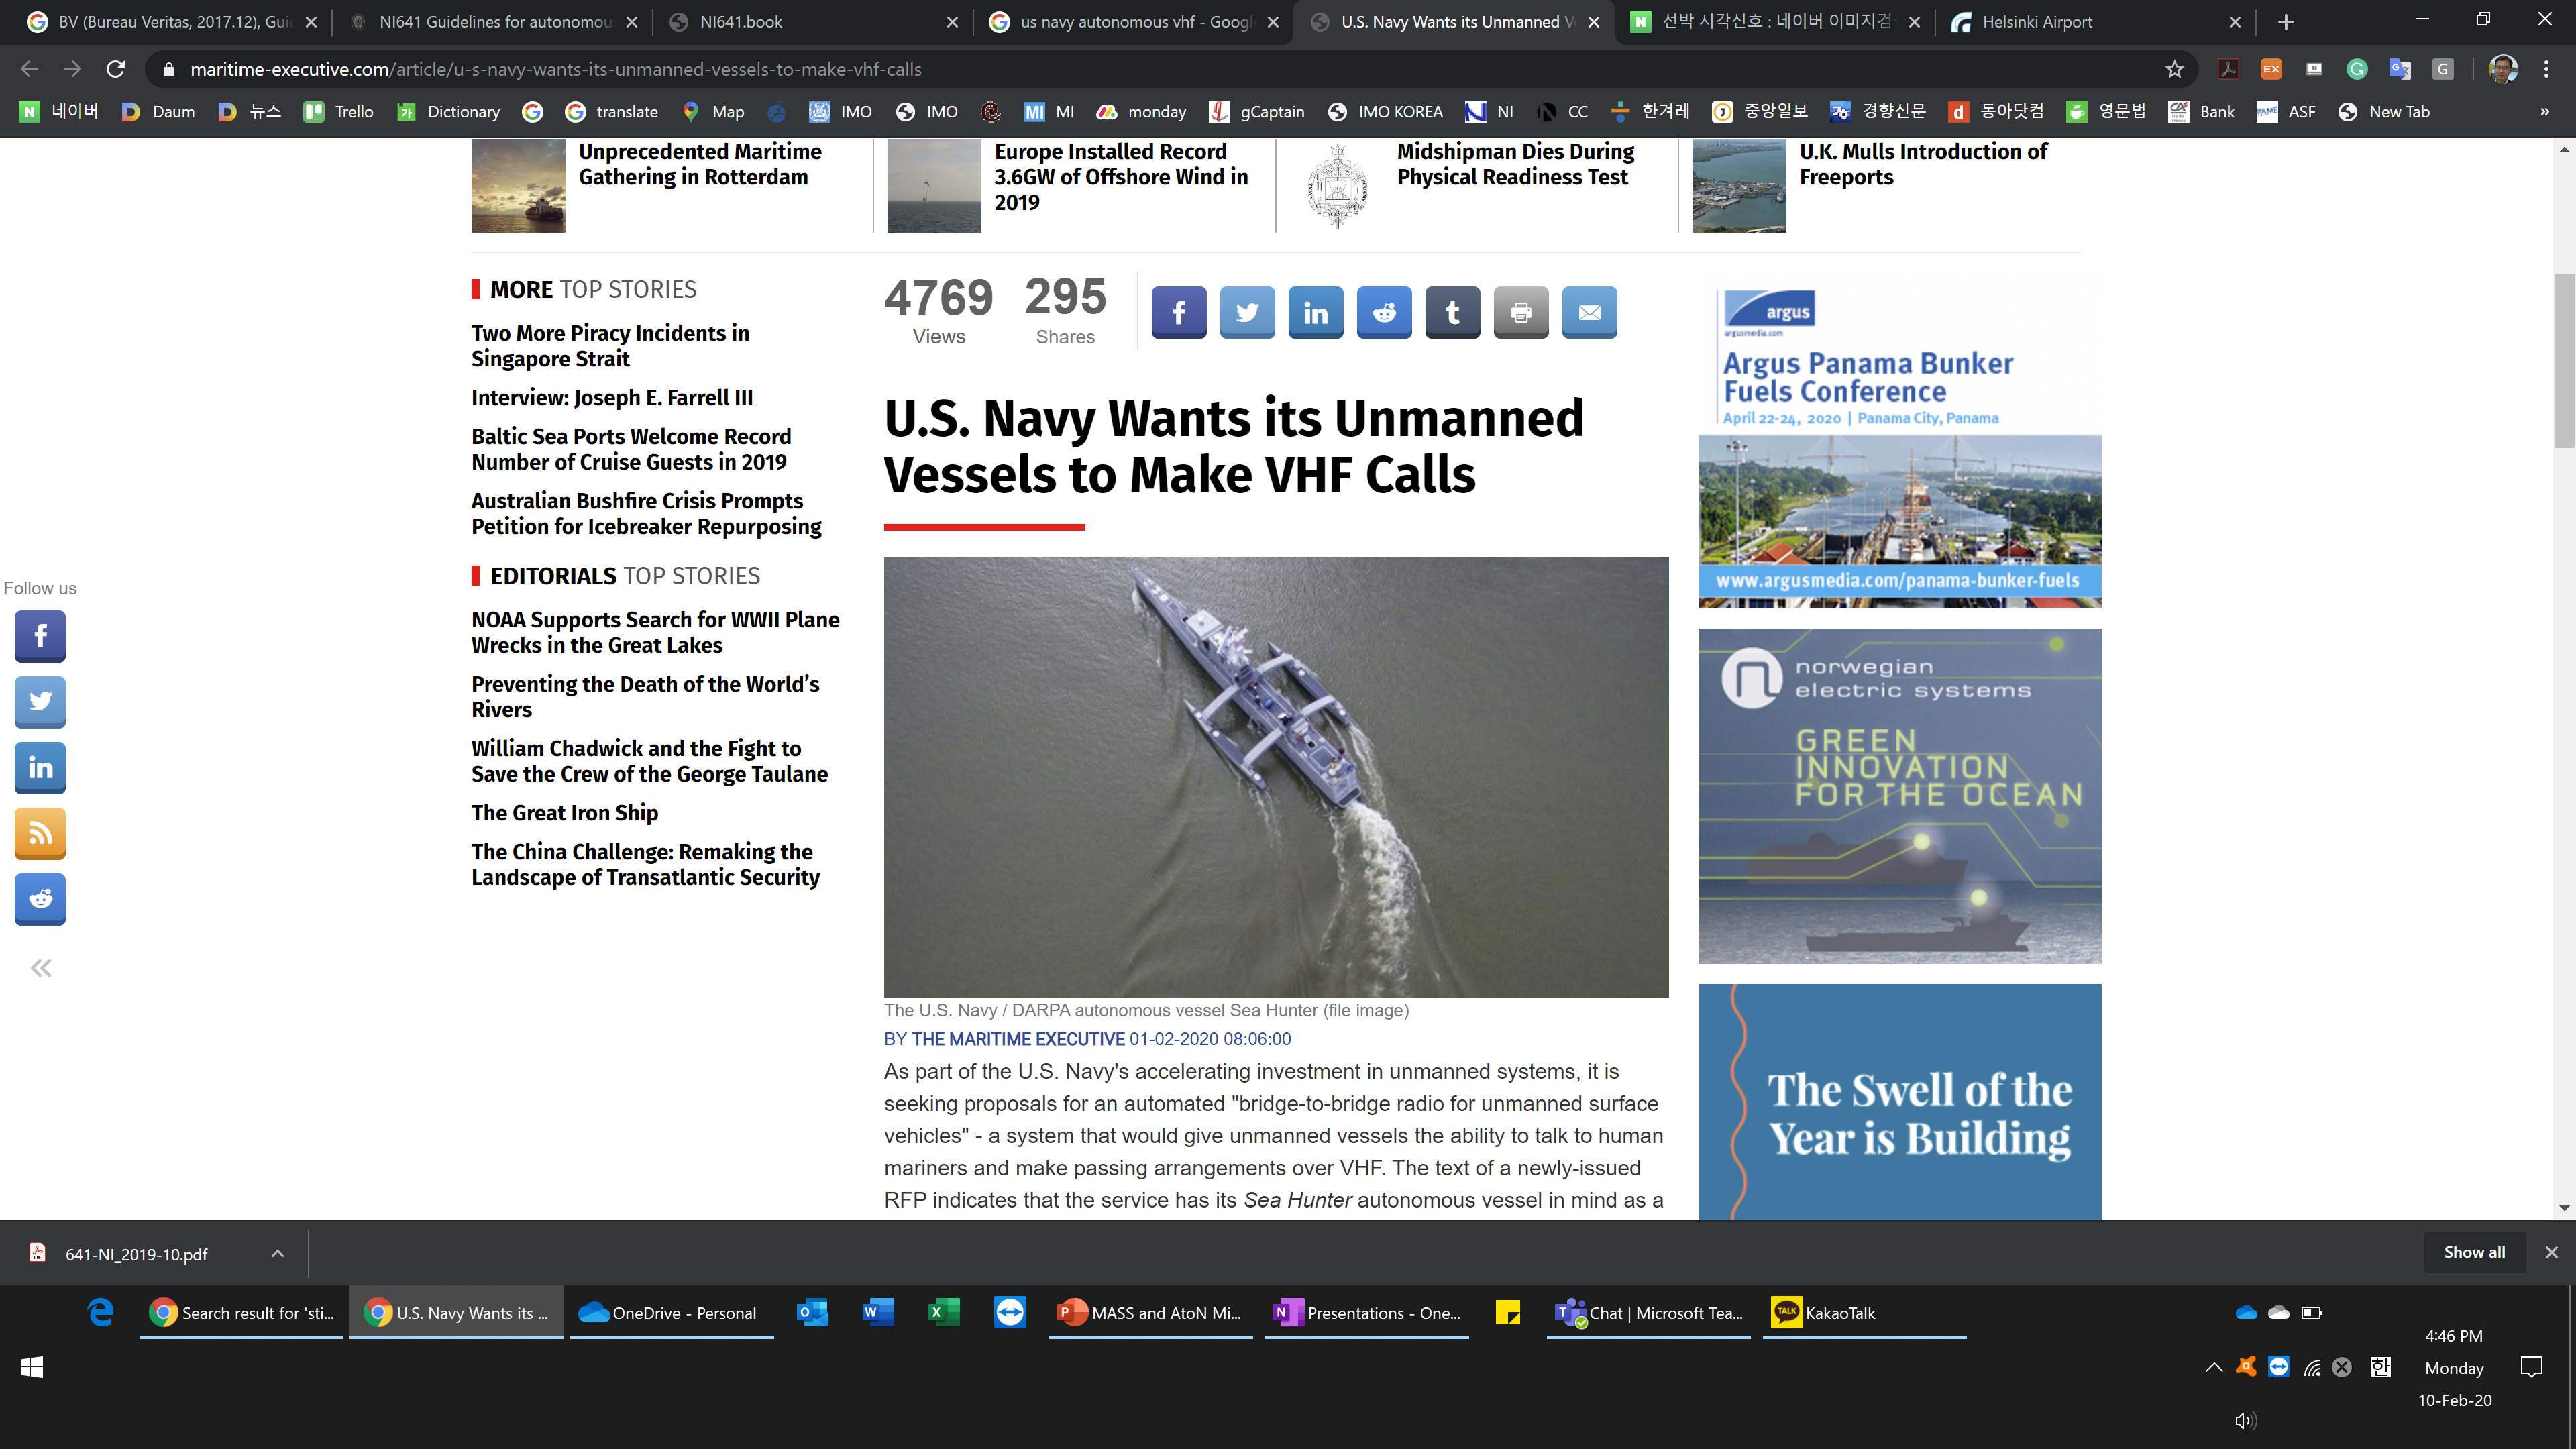 BV (Bureau Veritas, 2017.12), Gui
NI641 Guidelines for autonomou
NI641.book
us navy autonomous vhf - Googl
U.S. Navy Wants its Unmanned V
선박 시각신호 : 네이버 이미지검
Helsinki Airport
maritime-executive.com/article/u-s-navy-wants-its-unmanned-vessels-to-make-vhf-calls
네이버 Daum 뉴스 Trello Dictionary translate Map IMO IMO MI monday gCaptain IMO KOREA NI CC 한겨레 중앙일보 경향신문 동아닷컴 영문법 Bank ASF New Tab
Unprecedented Maritime
Gathering in Rotterdam
Europe Installed Record
3.6GW of Offshore Wind in
2019
Midshipman Dies During
Physical Readiness Test
U.K. Mulls Introduction of
Freeports
MORE TOP STORIES
Two More Piracy Incidents in
Singapore Strait
Interview: Joseph E. Farrell III
Baltic Sea Ports Welcome Record
Number of Cruise Guests in 2019
Australian Bushfire Crisis Prompts
Petition for Icebreaker Repurposing
EDITORIALS TOP STORIES
NOAA Supports Search for WWII Plane
Wrecks in the Great Lakes
Preventing the Death of the World's
Rivers
William Chadwick and the Fight to
Save the Crew of the George Taulane
The Great Iron Ship
The China Challenge: Remaking the
Landscape of Transatlantic Security
Follow us
4769 295
Views Shares
U.S. Navy Wants its Unmanned
Vessels to Make VHF Calls
The U.S. Navy / DARPA autonomous vessel Sea Hunter (file image)
BY THE MARITIME EXECUTIVE 01-02-2020 08:06:00
As part of the U.S. Navy's accelerating investment in unmanned systems, it is
seeking proposals for an automated "bridge-to-bridge radio for unmanned surface
vehicles" - a system that would give unmanned vessels the ability to talk to human
mariners and make passing arrangements over VHF. The text of a newly-issued
RFP indicates that the service has its Sea Hunter autonomous vessel in mind as a
argus
argusmedia.com
Argus Panama Bunker
Fuels Conference
April 22-24, 2020 | Panama City, Panama
www.argusmedia.com/panama-bunker-fuels
norwegian
electric systems
GREEN
INNOVATION
FOR THE OCEAN
The Swell of the
Year is Building
641-NI_2019-10.pdf
Show all
Search result for 'sti...
U.S. Navy Wants its ...
OneDrive - Personal
MASS and AtoN Mi...
Presentations - One...
Chat | Microsoft Tea...
TALK
KakaoTalk
4:46 PM
Monday
10-Feb-20